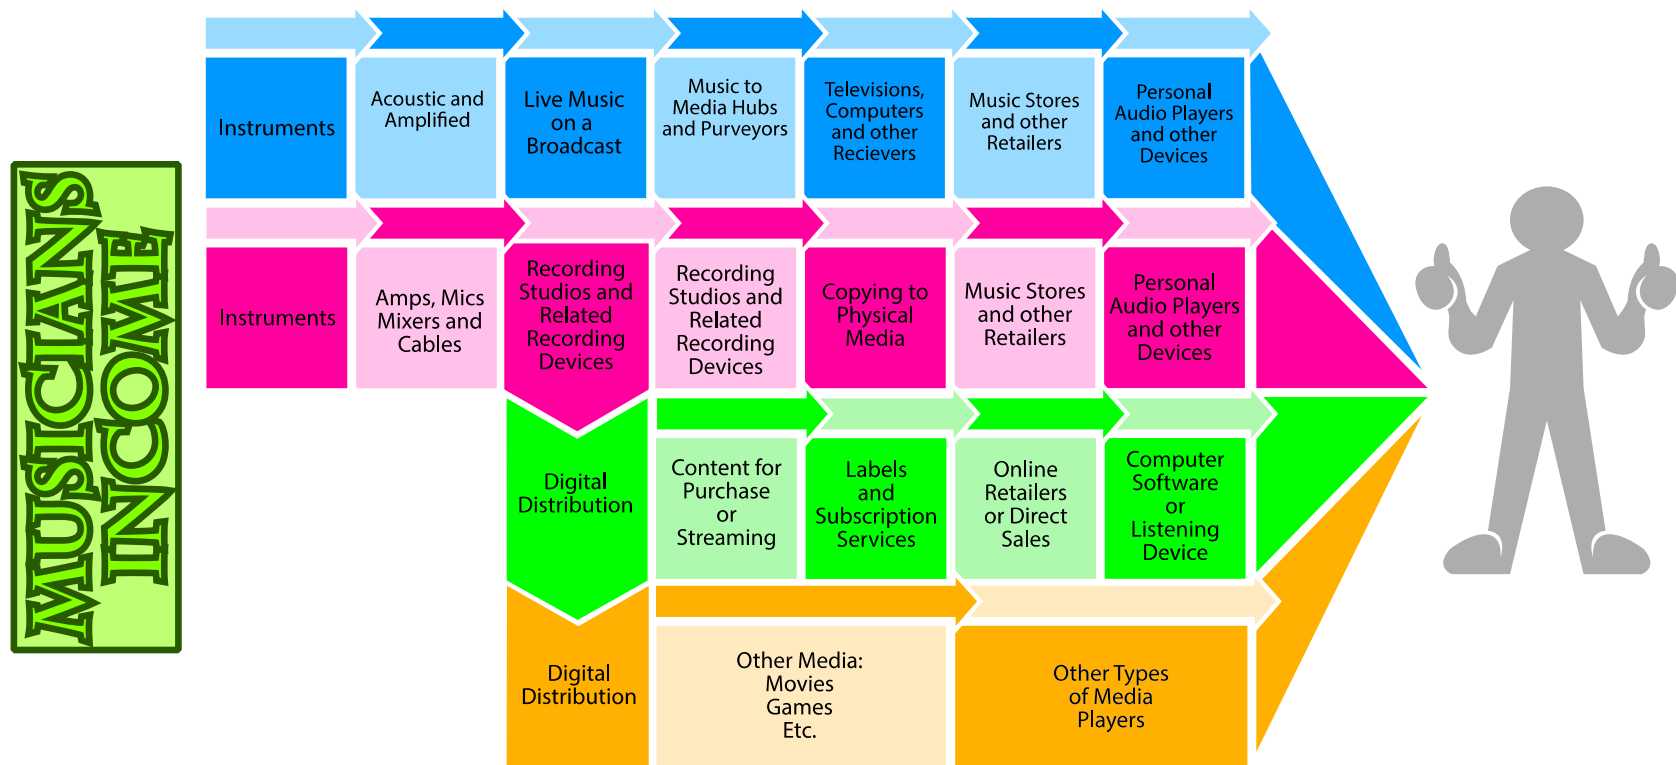 MUSICIANS
INCOME
Instruments
Acoustic and
Amplified
Live Music
on a
Broadcast
Music to
Media Hubs
and Purveyors
Televisions,
Computers
and other
Recievers
Music Stores
and other
Retailers
Personal
Audio Players
and other
Devices
Instruments
Amps, Mics
Mixers and
Cables
Recording
Studios and
Related
Recording
Devices
Recording
Studios and
Related
Recording
Devices
Copying to
Physical
Media
Music Stores
and other
Retailers
Personal
Audio Players
and other
Devices
Digital
Distribution
Content for
Purchase
or
Streaming
Labels
and
Subscription
Services
Online
Retailers
or Direct
Sales
Computer
Software
or
Listening
Device
Digital
Distribution
Other Media:
Movies
Games
Etc.
Other Types
of Media
Players